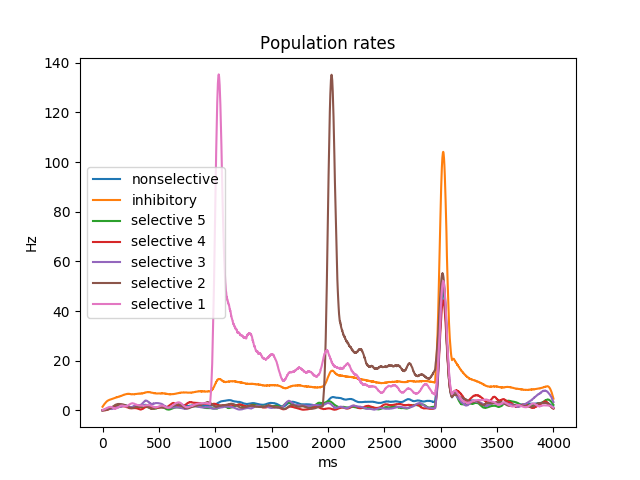 Population rates
140
120
100
80
60
40
20
0
Hz
nonselective
inhibitory
selective 5
selective 4
selective 3
selective 2
selective 1
0 500 1000 1500 2000 2500 3000 3500 4000
ms